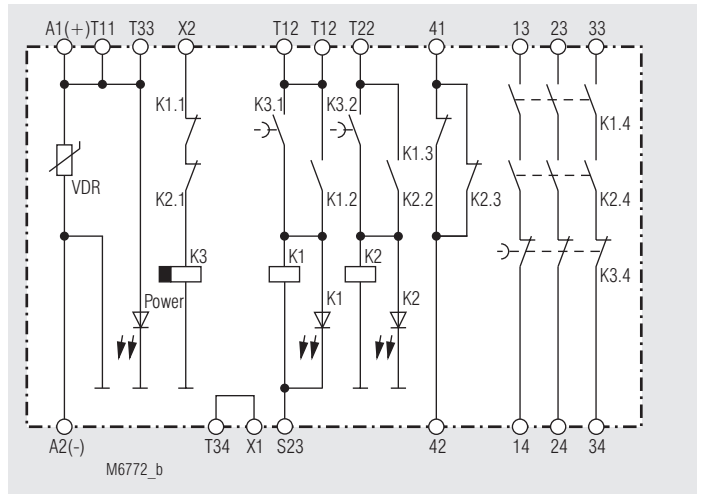 A1(+) T11 T33 X2 T12 T12 T22 41 13 23 33
K1.1 K3.1 K3.2 K1.4
K1.3
VDR K2.1 K1.2 K2.2 K2.3 K2.4
K3 K1 K2 K3.4
Power K1 K2
A2(-) T34 X1 S23 42 14 24 34
M6772_b